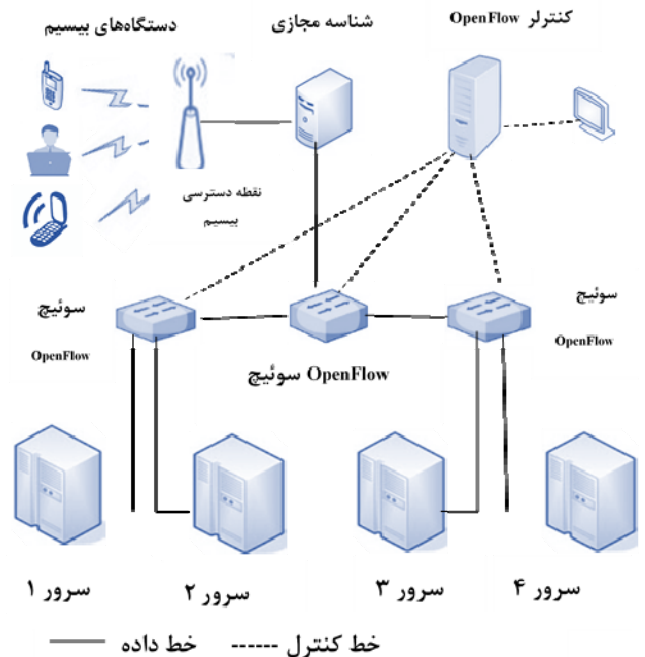 کنترلر OpenFlow
شناسه مجازی
دستگاه‌های بیسیم
نقطه دسترسی
بیسیم
سوئیچ
OpenFlow
سوئیچ
OpenFlow
سوئیچ OpenFlow
سرور ۱
سرور ۲
سرور ۳
سرور ۴
خط داده
خط کنترل